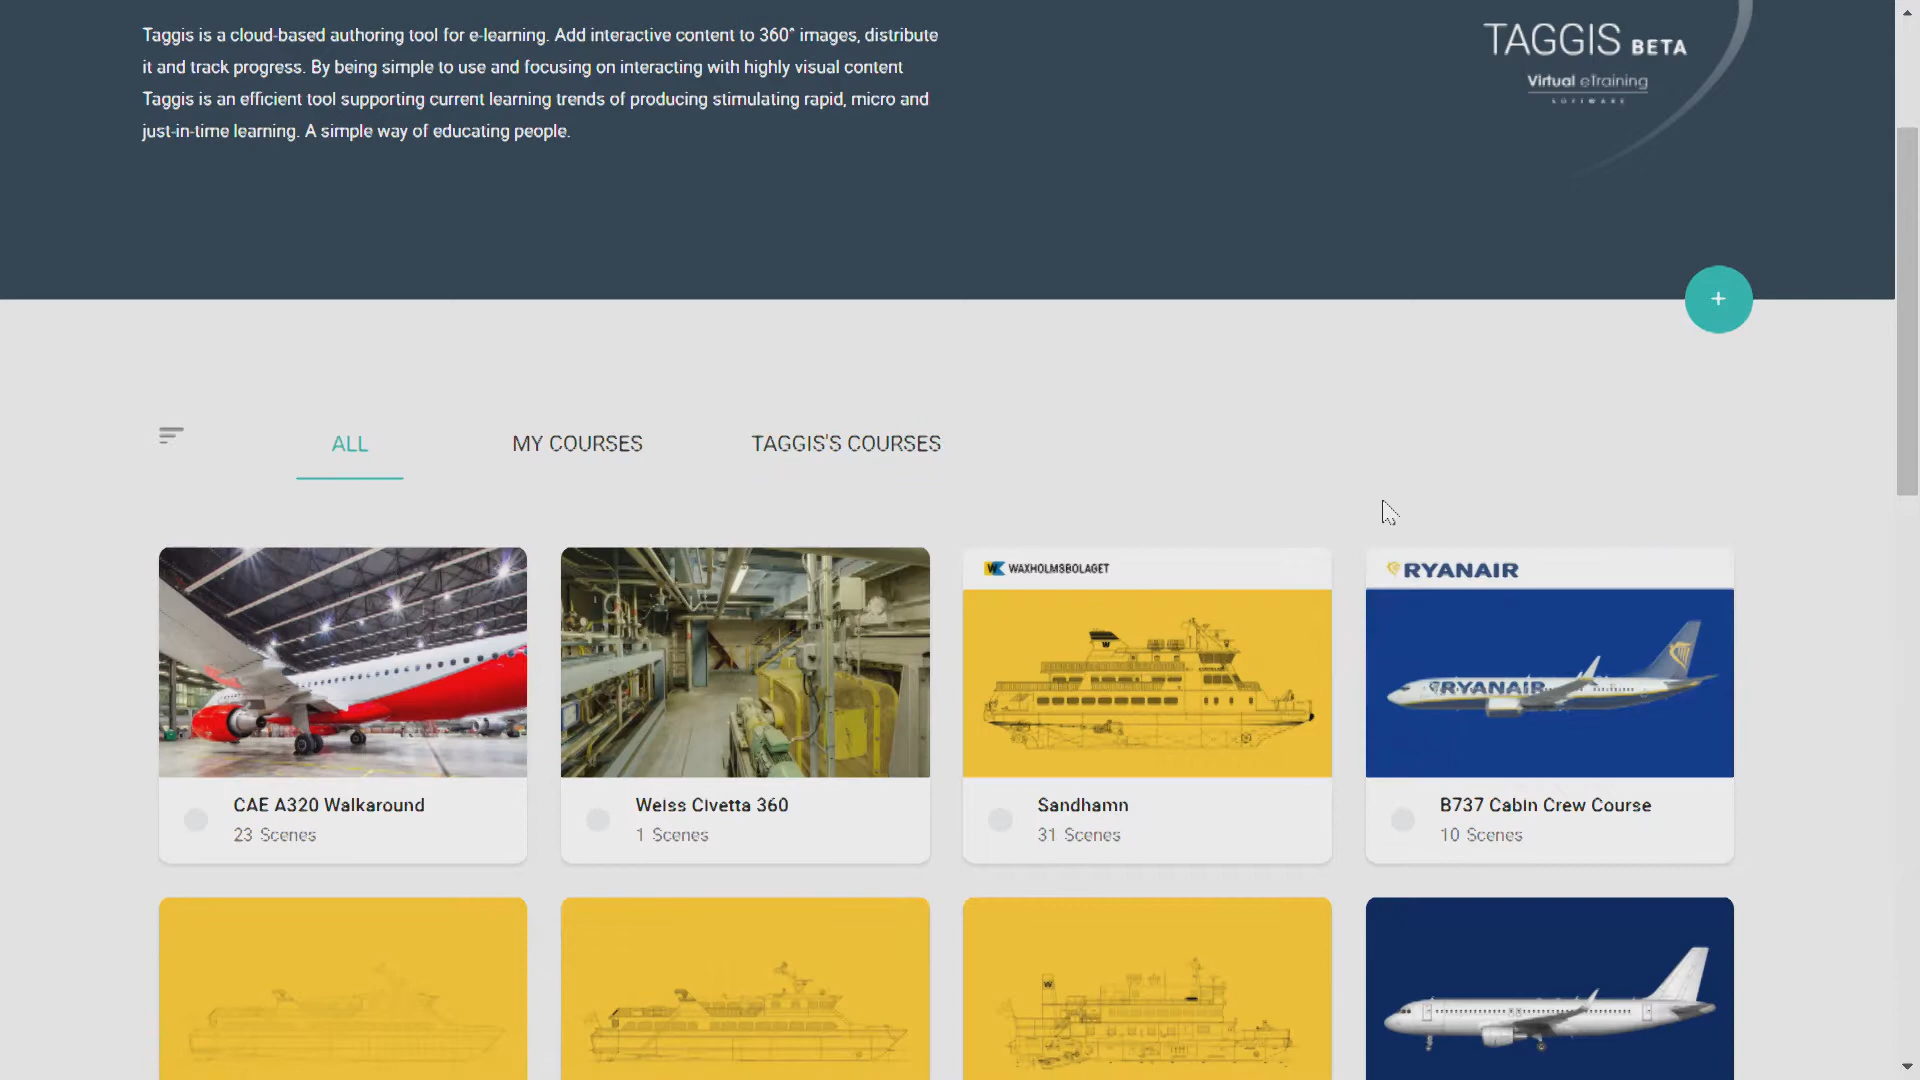 Taggis is a cloud-based authoring tool for e-learning. Add interactive content to 360° images, distribute
it and track progress. By being simple to use and focusing on interacting with highly visual content
Taggis is an efficient tool supporting current learning trends of producing stimulating rapid, micro and
just-in-time learning. A simple way of educating people.
TAGGIS BETA
Virtual eTraining
SOFTWARE
+
ALL
MY COURSES
TAGGIS'S COURSES
WAXHOLMSBOLAGET
RYANAIR
W
RYANAIR
CAE A320 Walkaround
23 Scenes
Weiss Civetta 360
1 Scenes
Sandhamn
31 Scenes
B737 Cabin Crew Course
10 Scenes
W